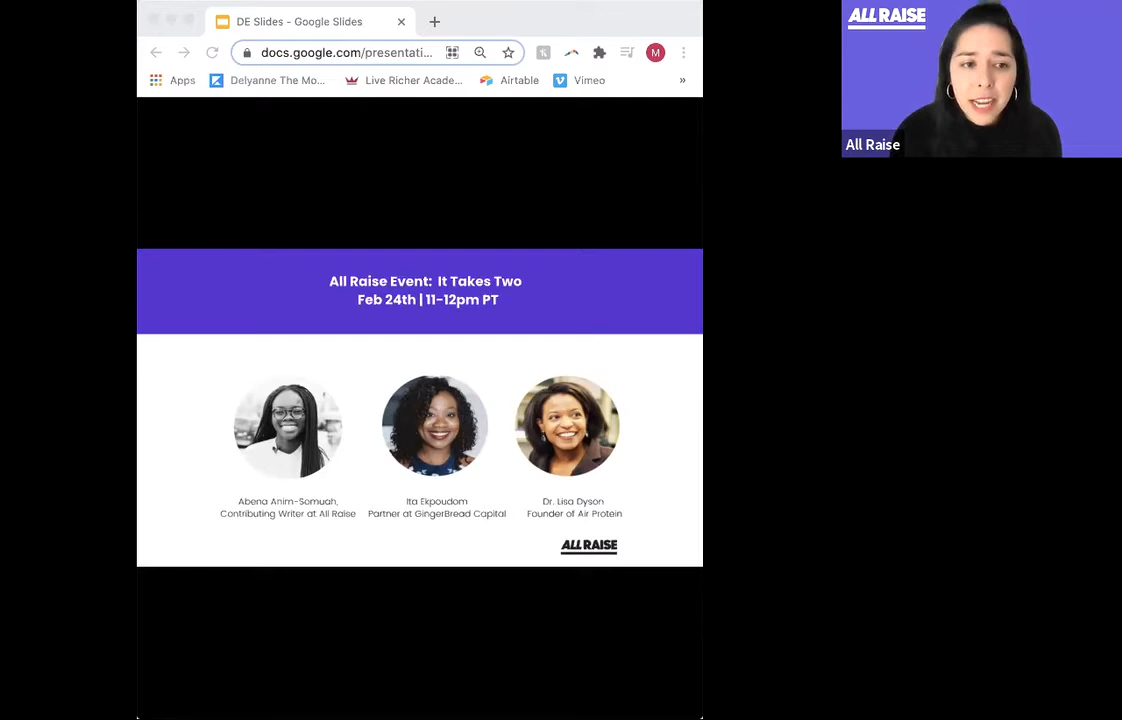 DE Slides - Google Slides
docs.google.com/presentati...
M
Apps
Delyanne The Mo...
Live Richer Acade...
Airtable
Vimeo
»
ALL RAISE
All Raise
All Raise Event: It Takes Two
Feb 24th | 11-12pm PT
Abena Anim-Somuah,
Contributing Writer at All Raise
Ita Ekpoudom
Partner at GingerBread Capital
Dr. Lisa Dyson
Founder of Air Protein
ALL RAISE